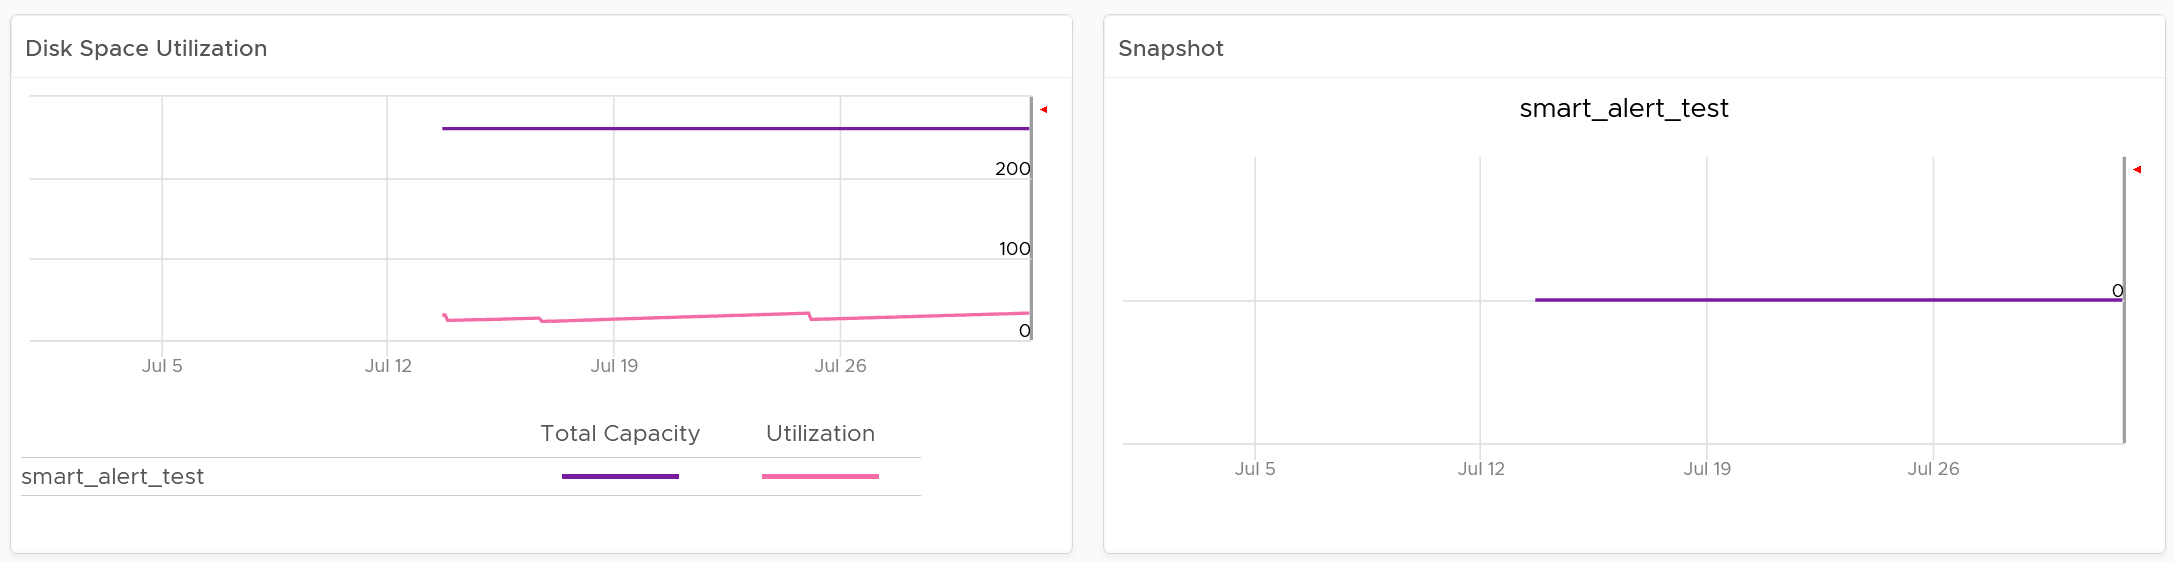 Disk Space Utilization
200
100
0
Jul 5 Jul 12 Jul 19 Jul 26
Total Capacity Utilization
smart_alert_test
Snapshot
smart_alert_test
0
Jul 5 Jul 12 Jul 19 Jul 26